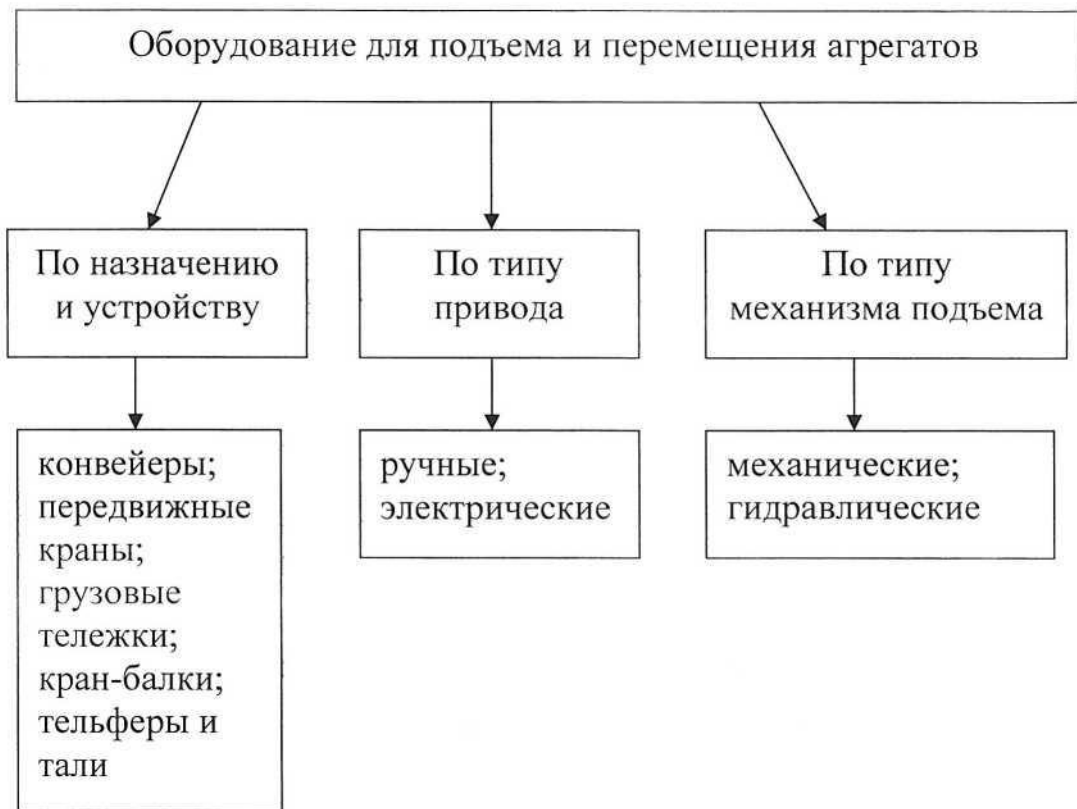 Оборудование для подъема и перемещения агрегатов
По назначению
и устройству
По типу
привода
По типу
механизма подъема
конвейеры;
передвижные
краны;
грузовые
тележки;
кран-балки;
тельферы и
тали
ручные;
электрические
механические;
гидравлические